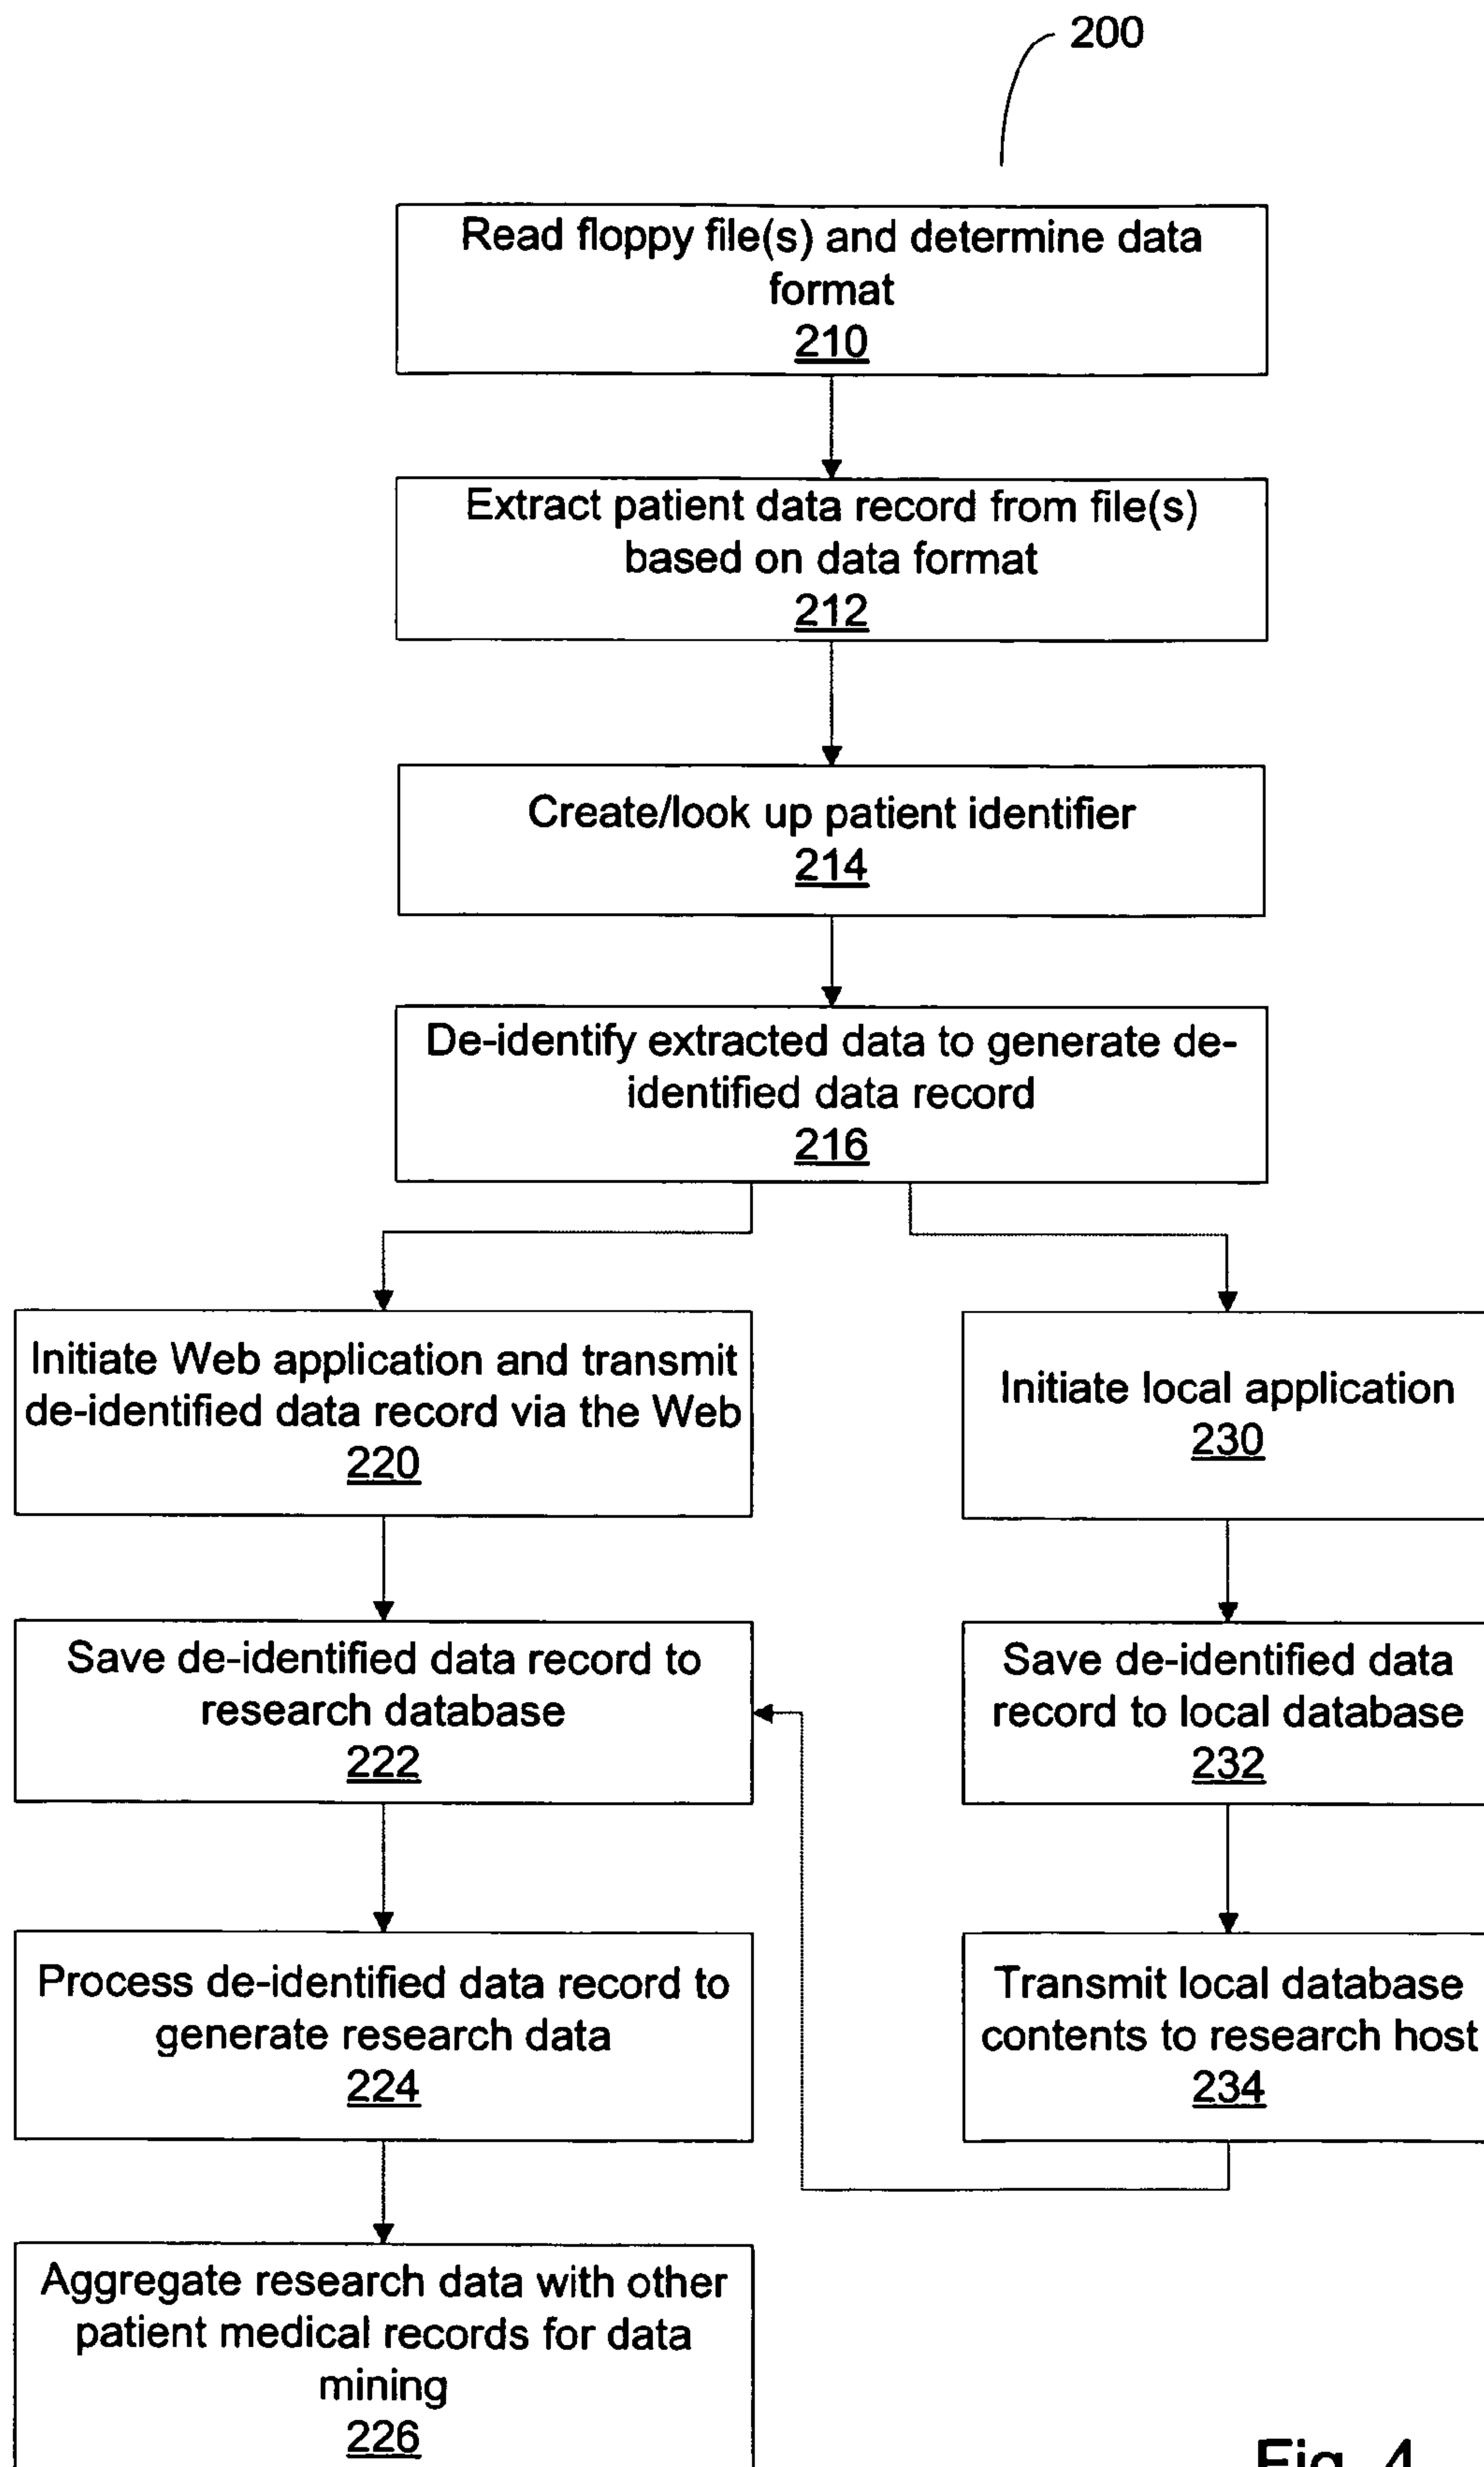 200
Read floppy file(s) and determine data
format
210
Extract patient data record from file(s)
based on data format
212
Create/look up patient identifier
214
De-identify extracted data to generate de-
identified data record
216
Initiate Web application and transmit
de-identified data record via the Web
220
Initiate local application
230
Save de-identified data record to
research database
222
Save de-identified data
record to local database
232
Process de-identified data record to
generate research data
224
Transmit local database
contents to research host
234
Aggregate research data with other
patient medical records for data
mining
226
Fig. 4